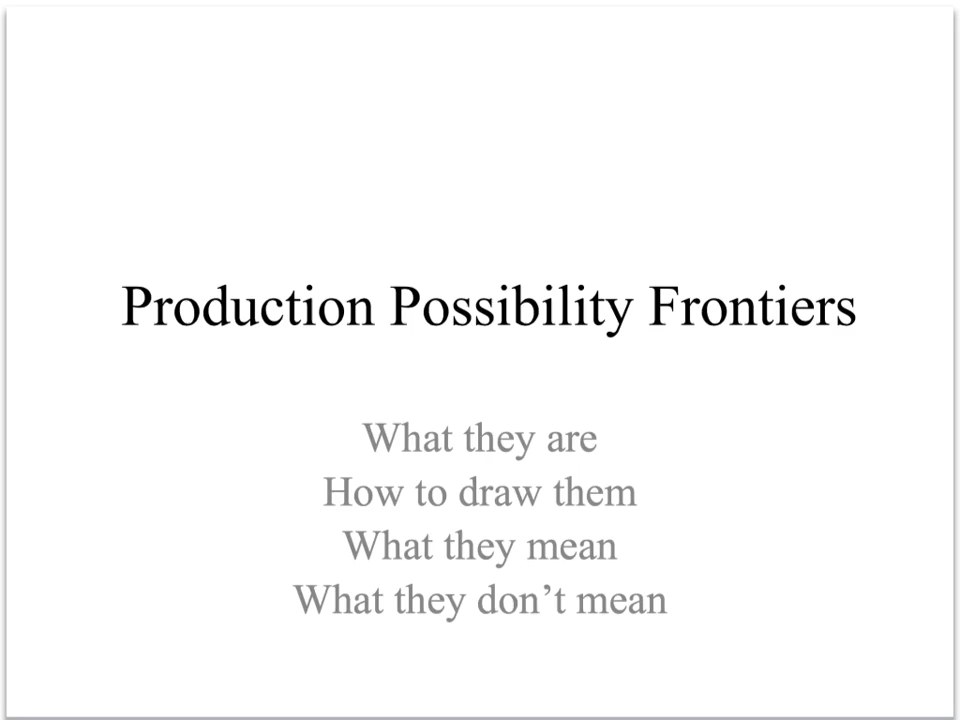 Production Possibility Frontiers
What they are
How to draw them
What they mean
What they don’t mean